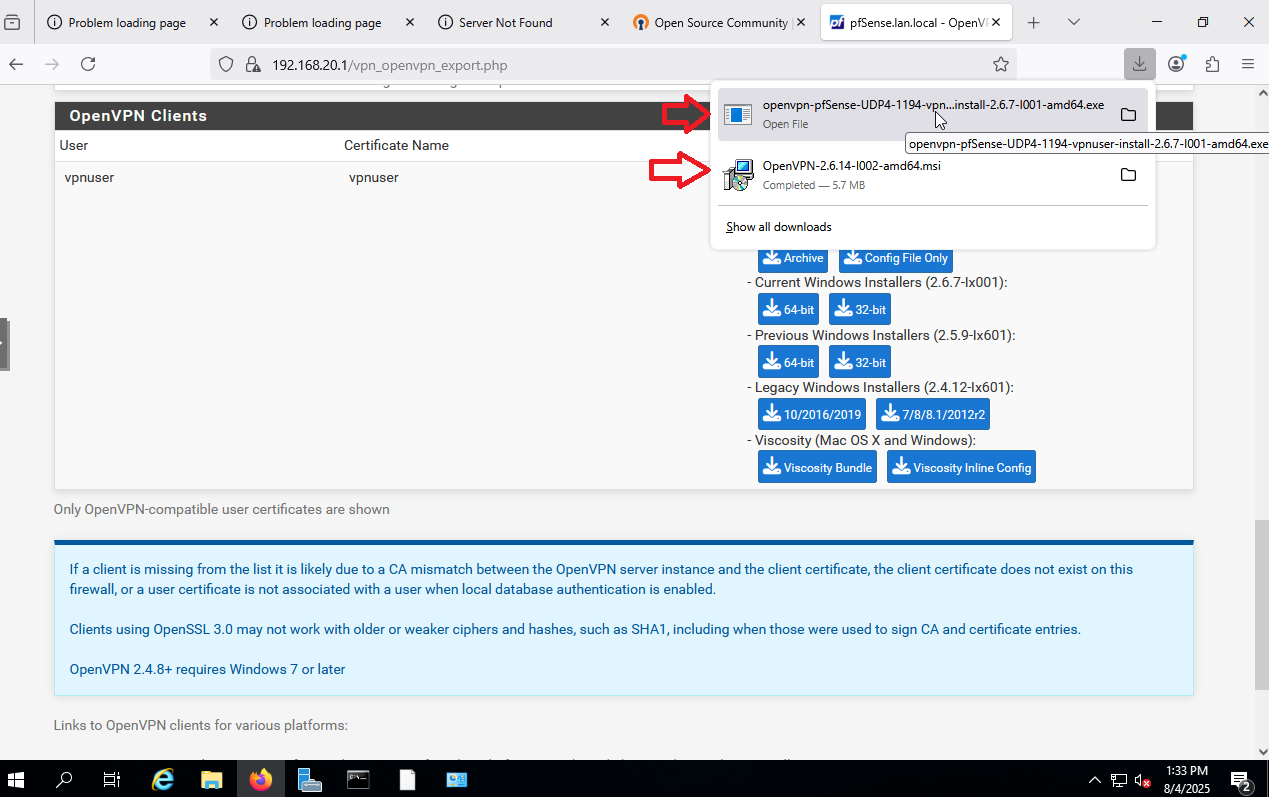 Problem loading page
Problem loading page
Server Not Found
Open Source Community
pfSense.lan.local - OpenV
192.168.20.1/vpn_openvpn_export.php
openvpn-pfSense-UDP4-1194-vpn...install-2.6.7-I001-amd64.exe
Open File
openvpn-pfSense-UDP4-1194-vpnuser-install-2.6.7-I001-amd64.exe
OpenVPN-2.6.14-I002-amd64.msi
Completed — 5.7 MB
Show all downloads
OpenVPN Clients
User Certificate Name
vpnuser vpnuser
Archive Config File Only
- Current Windows Installers (2.6.7-Ix001):
64-bit 32-bit
- Previous Windows Installers (2.5.9-Ix601):
64-bit 32-bit
- Legacy Windows Installers (2.4.12-Ix601):
10/2016/2019 7/8/8.1/2012r2
- Viscosity (Mac OS X and Windows):
Viscosity Bundle Viscosity Inline Config
Only OpenVPN-compatible user certificates are shown
If a client is missing from the list it is likely due to a CA mismatch between the OpenVPN server instance and the client certificate, the client certificate does not exist on this
firewall, or a user certificate is not associated with a user when local database authentication is enabled.
Clients using OpenSSL 3.0 may not work with older or weaker ciphers and hashes, such as SHA1, including when those were used to sign CA and certificate entries.
OpenVPN 2.4.8+ requires Windows 7 or later
Links to OpenVPN clients for various platforms:
1:33 PM
8/4/2025
2